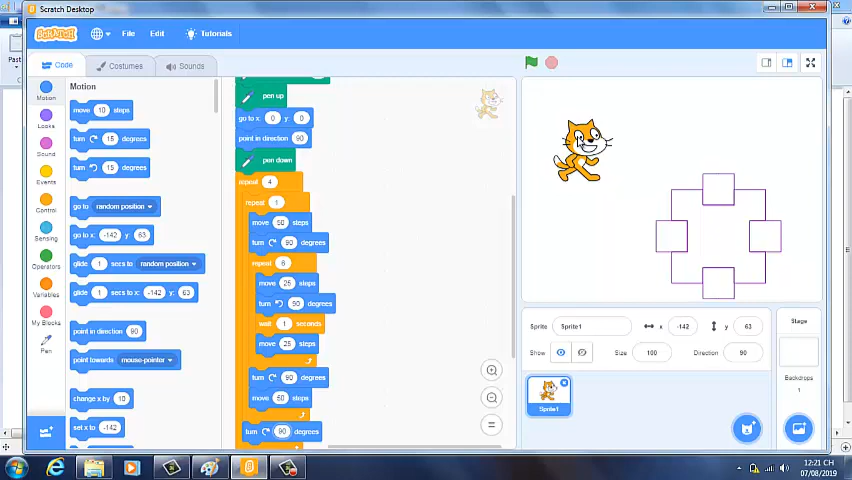 Scratch Desktop
SCRATCH File Edit Tutorials
Past
Code Costumes Sounds
Motion
Looks
Sound
Events
Control
Sensing
Operators
Variables
My Blocks
Pen
Motion
move 10 steps
turn 15 degrees
turn 15 degrees
go to random position
go to x: -142 y: 63
glide 1 secs to random position
glide 1 secs to x: -142 y: 63
point in direction 90
point towards mouse-pointer
change x by 10
set x to -142
pen up
go to x: 0 y: 0
point in direction 90
pen down
repeat 4
repeat 1
move 50 steps
turn 90 degrees
repeat 6
move 25 steps
turn 90 degrees
wait 1 seconds
move 25 steps
turn 90 degrees
move 50 steps
turn 90 degrees
Sprite Sprite1 x -142 y 63
Show Size 100 Direction 90
Sprite1
Stage
Backdrops
1
12:21 CH
07/08/2019